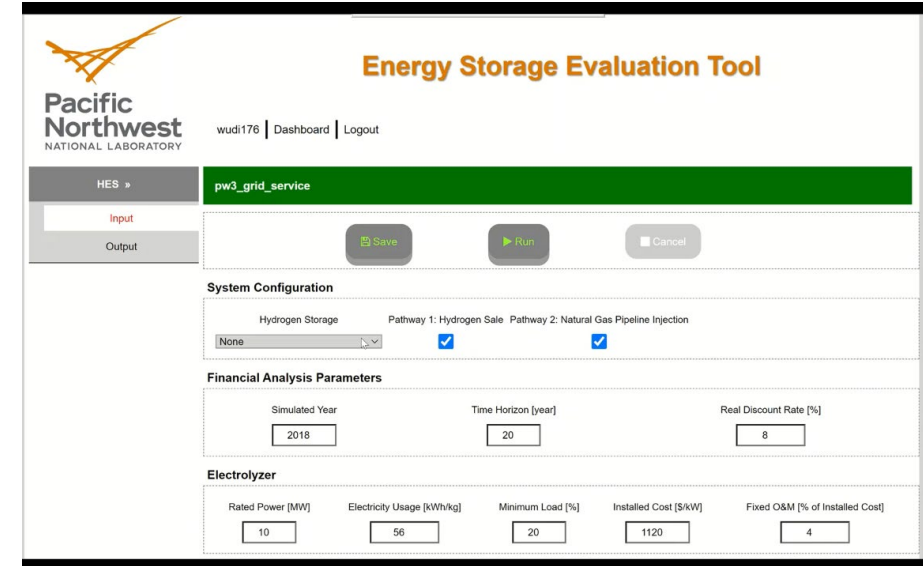 Energy Storage Evaluation Tool
Pacific
Northwest
NATIONAL LABORATORY
wudi176 Dashboard Logout
HES »
pw3_grid_service
Input
Output
Save Run Cancel
System Configuration
Hydrogen Storage Pathway 1: Hydrogen Sale Pathway 2: Natural Gas Pipeline Injection
None
Financial Analysis Parameters
Simulated Year Time Horizon [year] Real Discount Rate [%]
2018 20 8
Electrolyzer
Rated Power [MW] Electricity Usage [kWh/kg] Minimum Load [%] Installed Cost [$/kW] Fixed O&M [% of Installed Cost]
10 56 20 1120 4